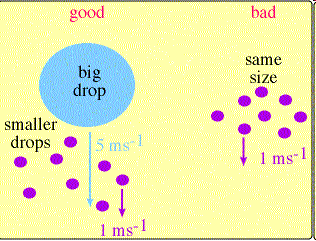 good
bad
big
drop
same
size
smaller
drops
5 ms⁻¹
1 ms⁻¹
1 ms⁻¹